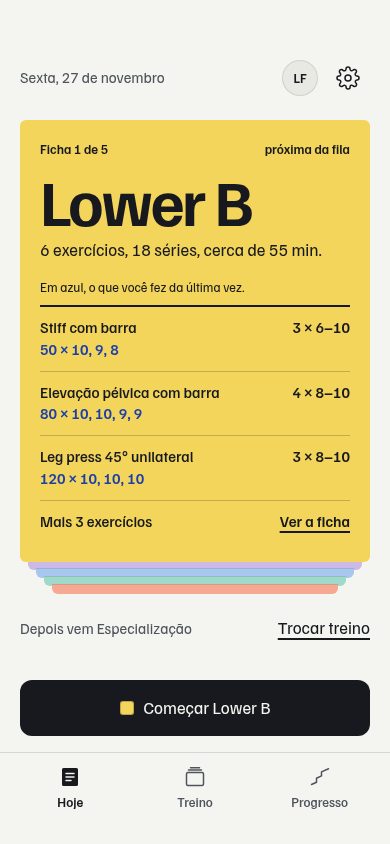 Sexta, 27 de novembro
LF
Ficha 1 de 5
próxima da fila
Lower B
6 exercícios, 18 séries, cerca de 55 min.
Em azul, o que você fez da última vez.
Stiff com barra
3 × 6–10
50 × 10, 9, 8
Elevação pélvica com barra
4 × 8–10
80 × 10, 10, 9, 9
Leg press 45° unilateral
3 × 8–10
120 × 10, 10, 10
Mais 3 exercícios
Ver a ficha
Depois vem Especialização
Trocar treino
Começar Lower B
Hoje
Treino
Progresso